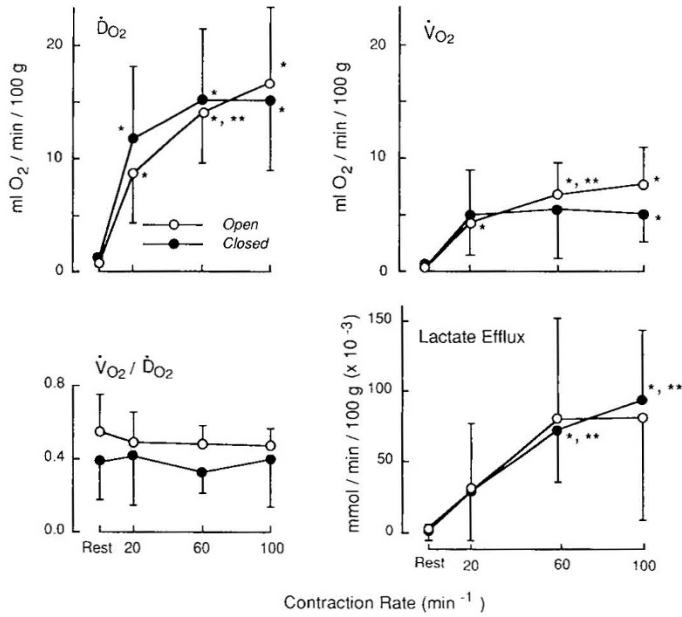 ḊO2
ml O2 / min / 100 g
20
10
0
*
*
*
*, **
*
*
Open
Closed
V̇O2
ml O2 / min / 100 g
20
10
0
*
*, **
*
*
V̇O2 / ḊO2
0.8
0.4
0.0
Rest 20 60 100
Lactate Efflux
mmol / min / 100 g (x 10 -3)
150
100
50
0
*, **
*, **
Rest 20 60 100
Contraction Rate (min -1)